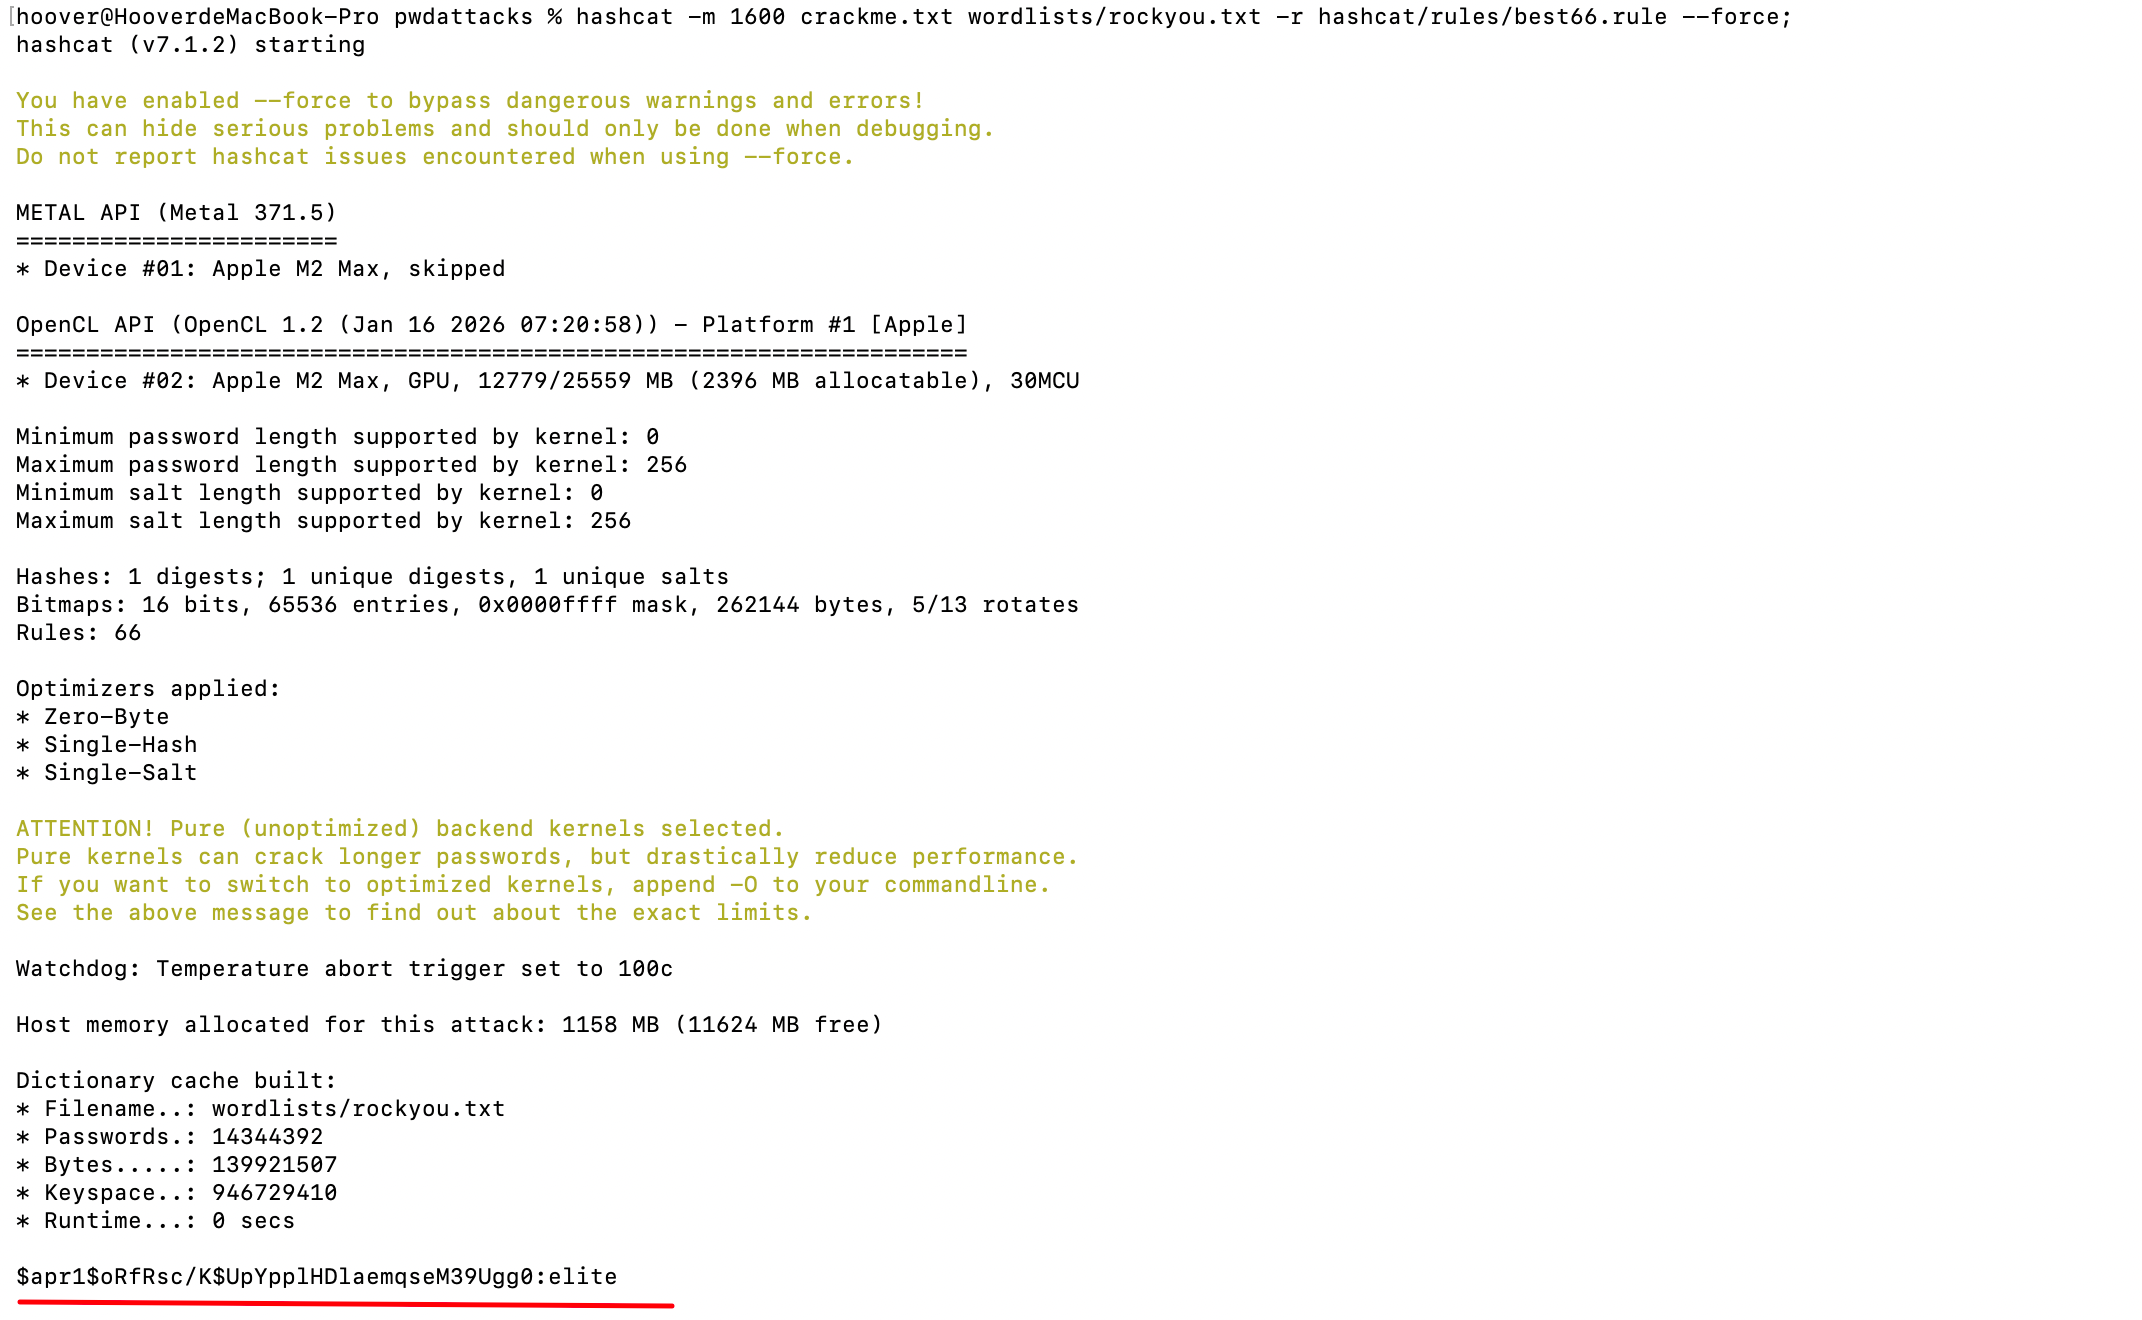 [hoover@HooverdeMacBook-Pro pwdattacks % hashcat -m 1600 crackme.txt wordlists/rockyou.txt -r hashcat/rules/best66.rule --force;
hashcat (v7.1.2) starting
You have enabled --force to bypass dangerous warnings and errors!
This can hide serious problems and should only be done when debugging.
Do not report hashcat issues encountered when using --force.
METAL API (Metal 371.5)
=======================
* Device #01: Apple M2 Max, skipped
OpenCL API (OpenCL 1.2 (Jan 16 2026 07:20:58)) - Platform #1 [Apple]
====================================================================
* Device #02: Apple M2 Max, GPU, 12779/25559 MB (2396 MB allocatable), 30MCU
Minimum password length supported by kernel: 0
Maximum password length supported by kernel: 256
Minimum salt length supported by kernel: 0
Maximum salt length supported by kernel: 256
Hashes: 1 digests; 1 unique digests, 1 unique salts
Bitmaps: 16 bits, 65536 entries, 0x0000ffff mask, 262144 bytes, 5/13 rotates
Rules: 66
Optimizers applied:
* Zero-Byte
* Single-Hash
* Single-Salt
ATTENTION! Pure (unoptimized) backend kernels selected.
Pure kernels can crack longer passwords, but drastically reduce performance.
If you want to switch to optimized kernels, append -O to your commandline.
See the above message to find out about the exact limits.
Watchdog: Temperature abort trigger set to 100c
Host memory allocated for this attack: 1158 MB (11624 MB free)
Dictionary cache built:
* Filename..: wordlists/rockyou.txt
* Passwords.: 14344392
* Bytes.....: 139921507
* Keyspace..: 946729410
* Runtime...: 0 secs
$apr1$oRfRsc/K$UpYpplHDlaemqseM39Ugg0:elite